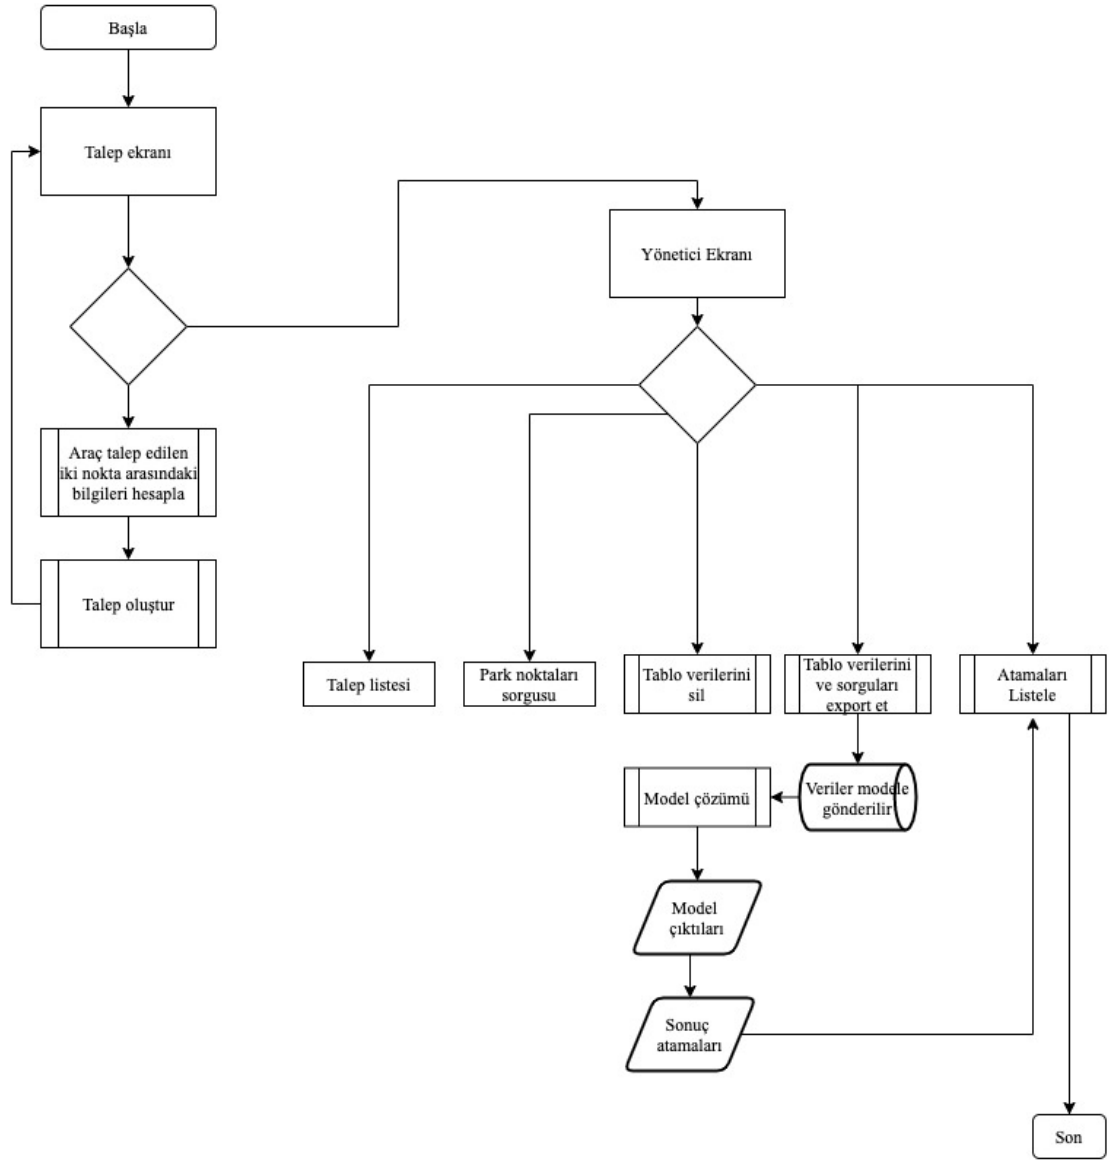 Başla
Talep ekranı
Yönetici Ekranı
Araç talep edilen
iki nokta arasındaki
bilgileri hesapla
Talep oluştur
Talep listesi
Park noktaları
sorgusu
Tablo verilerini
sil
Tablo verilerini
ve sorguları
export et
Atamaları
Listele
Model çözümü
Veriler modele
gönderilir
Model
çıktıları
Sonuç
atamaları
Son